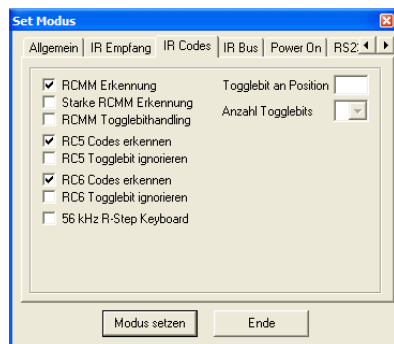 Set Modus
Allgemein IR Empfang IR Codes IR Bus Power On RS2
RCMM Erkennung
Starke RCMM Erkennung
RCMM Togglebithandling
RC5 Codes erkennen
RC5 Togglebit ignorieren
RC6 Codes erkennen
RC6 Togglebit ignorieren
56 kHz R-Step Keyboard
Togglebit an Position
Anzahl Togglebits
Modus setzen Ende